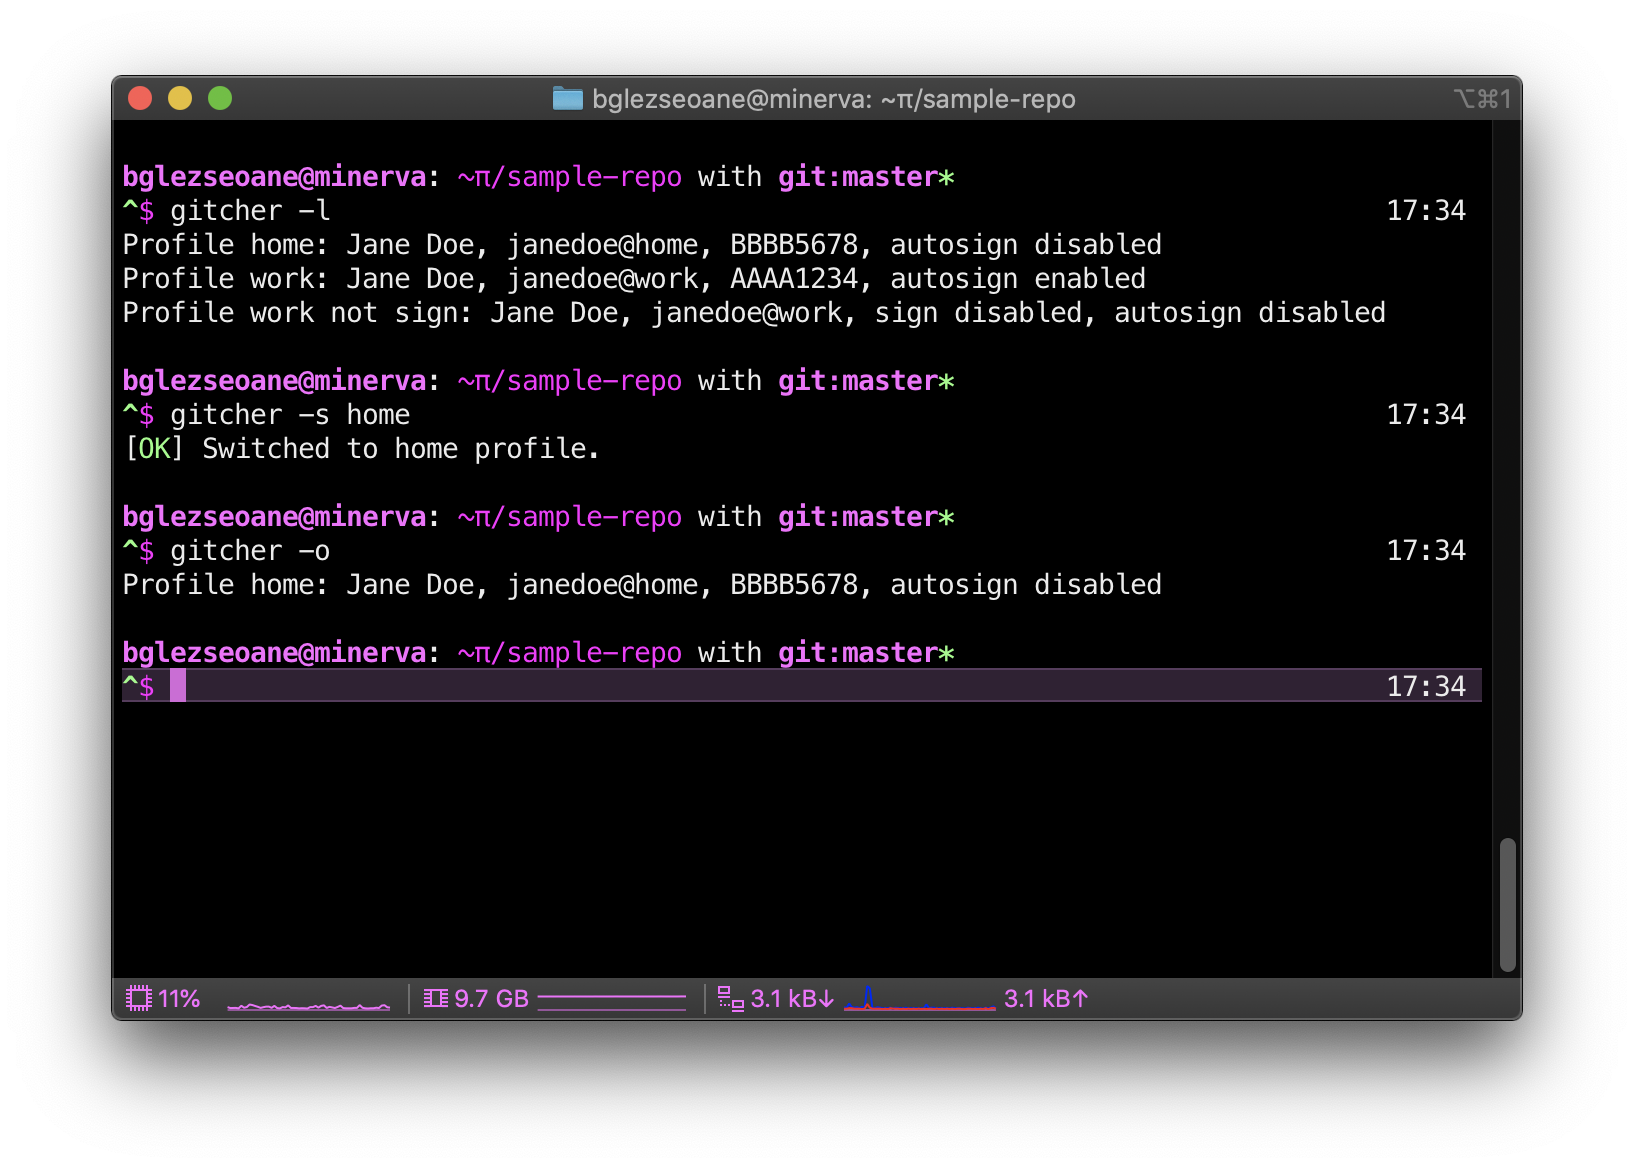 bglezseoane@minerva: ~π/sample-repo
⌥⌘1
bglezseoane@minerva: ~π/sample-repo with git:master*
^$ gitcher -l 17:34
Profile home: Jane Doe, janedoe@home, BBBB5678, autosign disabled
Profile work: Jane Doe, janedoe@work, AAAA1234, autosign enabled
Profile work not sign: Jane Doe, janedoe@work, sign disabled, autosign disabled
bglezseoane@minerva: ~π/sample-repo with git:master*
^$ gitcher -s home 17:34
[OK] Switched to home profile.
bglezseoane@minerva: ~π/sample-repo with git:master*
^$ gitcher -o 17:34
Profile home: Jane Doe, janedoe@home, BBBB5678, autosign disabled
bglezseoane@minerva: ~π/sample-repo with git:master*
^$ 17:34
11% 9.7 GB 3.1 kB↓ 3.1 kB↑